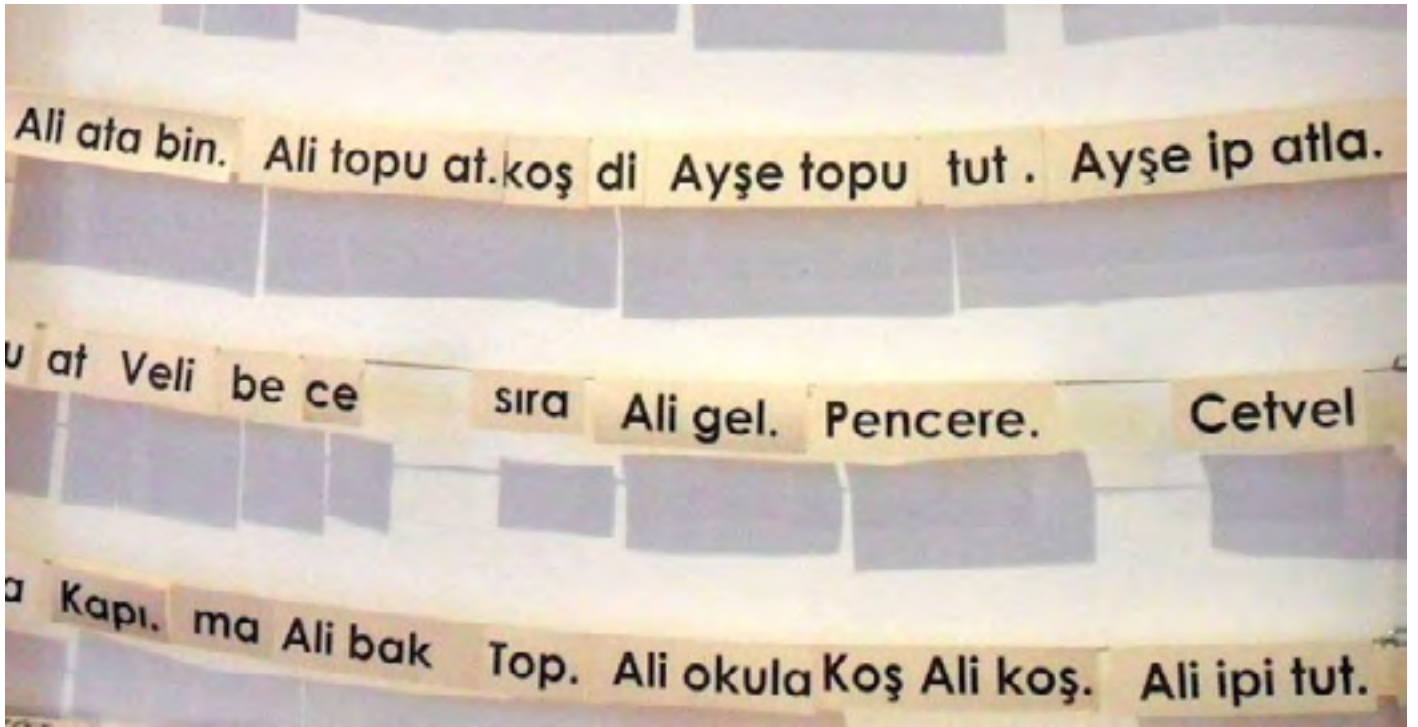 Ali ata bin. Ali topu at. koş di Ayşe topu tut . Ayşe ip atla.
u at Veli be ce sıra Ali gel. Pencere. Cetvel
a Kapı. ma Ali bak Top. Ali okula Koş Ali koş. Ali ipi tut.